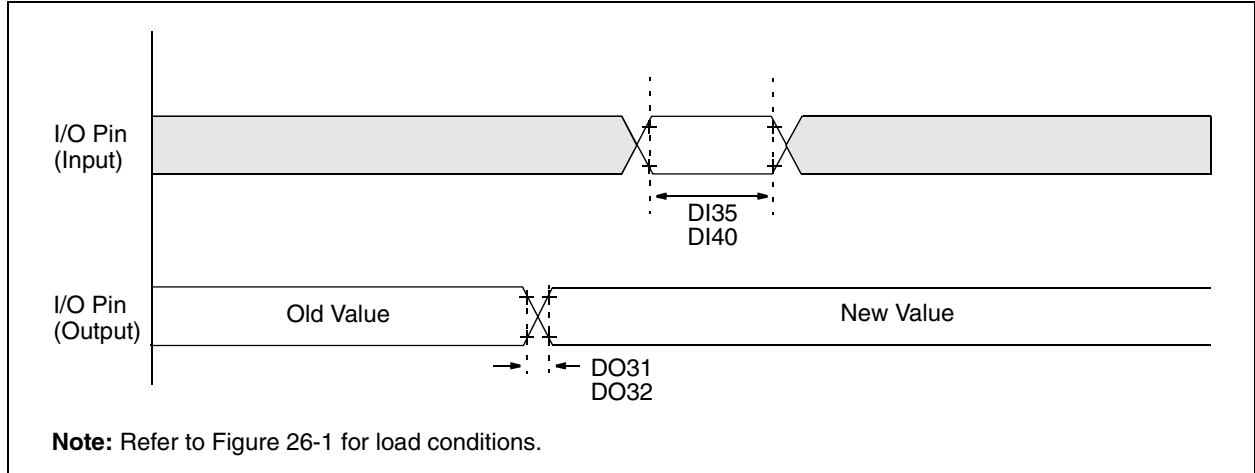 I/O Pin
(Input)
DI35
DI40
I/O Pin
(Output)
Old Value
New Value
DO31
DO32
Note: Refer to Figure 26-1 for load conditions.